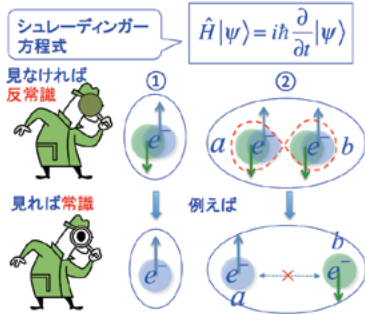 シュレーディンガー
方程式
Ĥ|ψ⟩ = iħ ∂/∂t |ψ⟩
見なければ
反常識
①
②
e⁻
a
e⁻
e⁻
b
見れば常識
例えば
e⁻
e⁻
a
b
e⁻